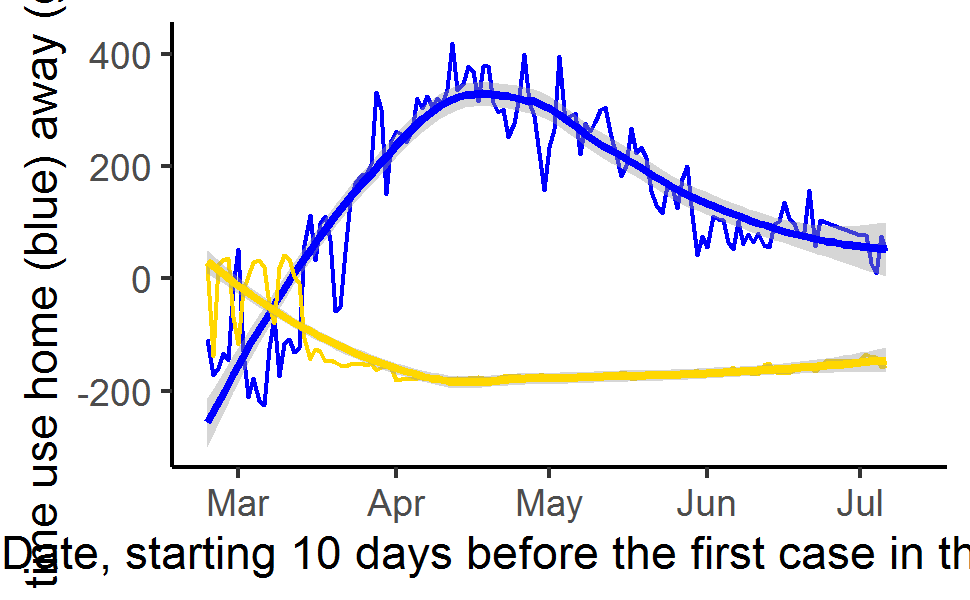 time use home (blue) away (
400
200
0
-200
Mar Apr May Jun Jul
Date, starting 10 days before the first case in th